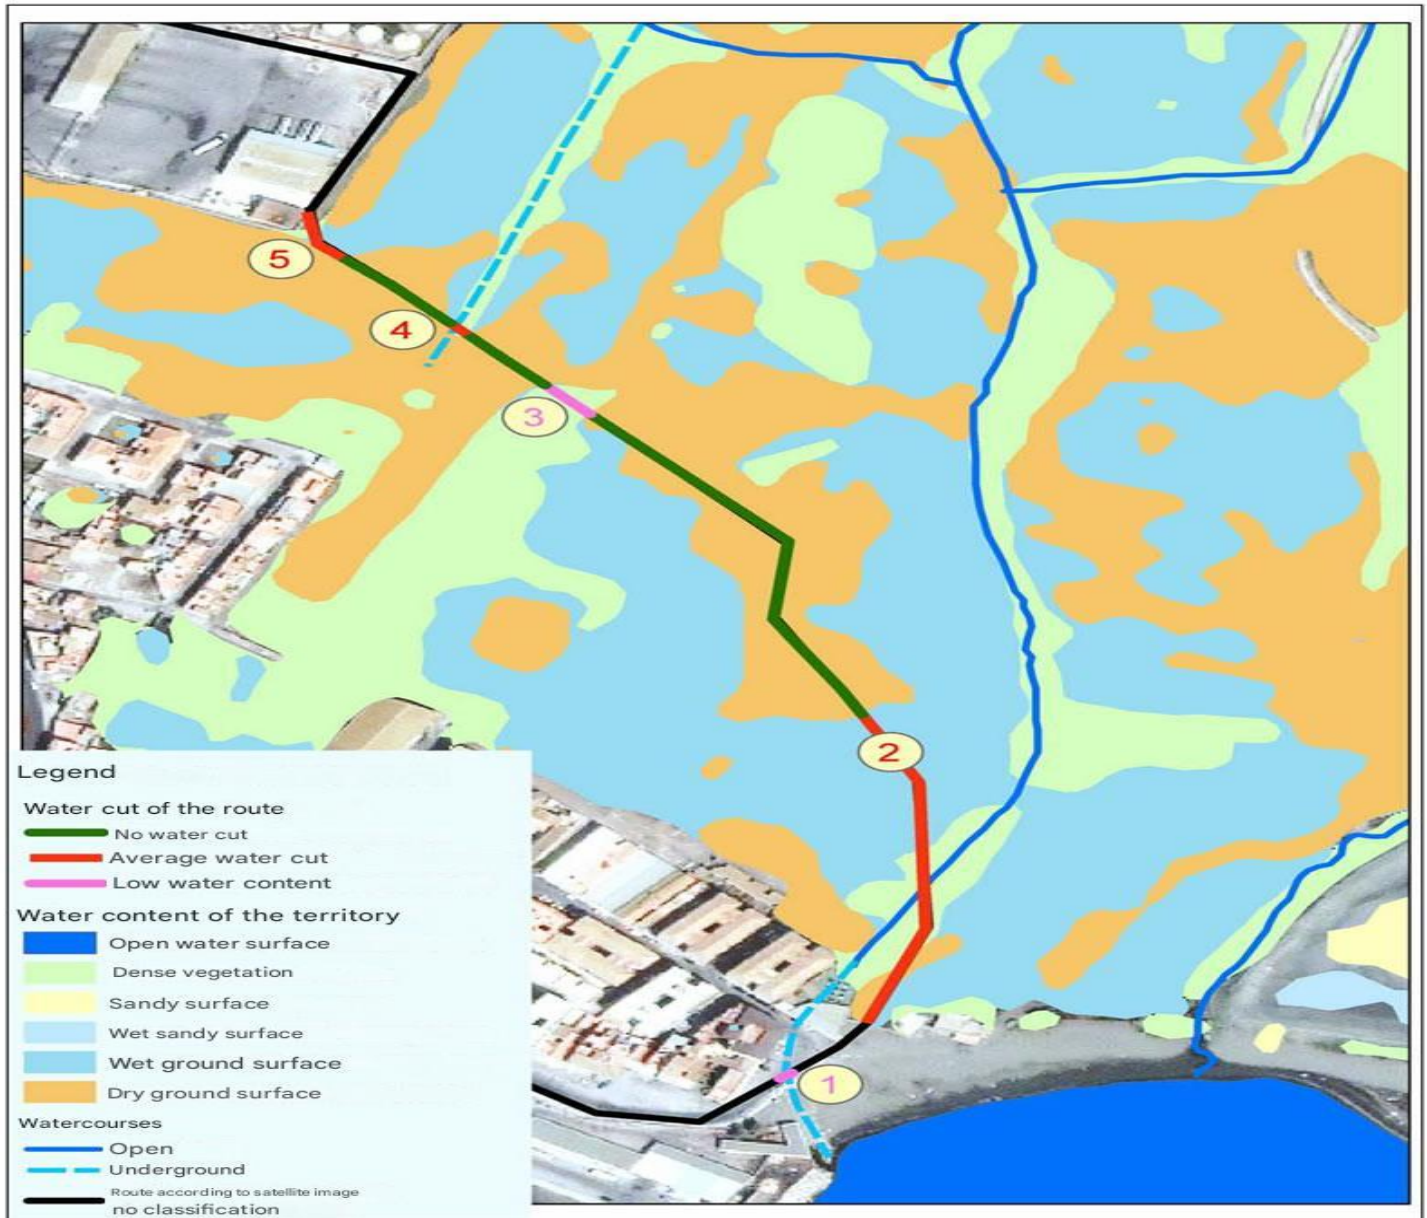 5
4
3
2
1
Legend
Water cut of the route
No water cut
Average water cut
Low water content
Water content of the territory
Open water surface
Dense vegetation
Sandy surface
Wet sandy surface
Wet ground surface
Dry ground surface
Watercourses
Open
Underground
Route according to satellite image
no classification